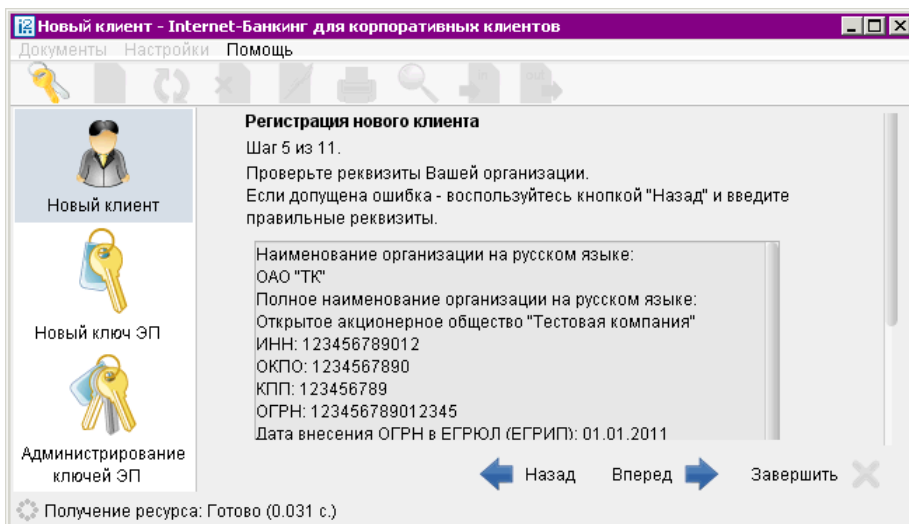 Новый клиент - Internet-Банкинг для корпоративных клиентов
Документы Настройки Помощь
Новый клиент
Новый ключ ЭП
Администрирование
ключей ЭП
Регистрация нового клиента
Шаг 5 из 11.
Проверьте реквизиты Вашей организации.
Если допущена ошибка - воспользуйтесь кнопкой "Назад" и введите
правильные реквизиты.
Наименование организации на русском языке:
ОАО "ТК"
Полное наименование организации на русском языке:
Открытое акционерное общество "Тестовая компания"
ИНН: 123456789012
ОКПО: 1234567890
КПП: 123456789
ОГРН: 123456789012345
Дата внесения ОГРН в ЕГРЮЛ (ЕГРИП): 01.01.2011
Назад Вперед Завершить
Получение ресурса: Готово (0.031 с.)